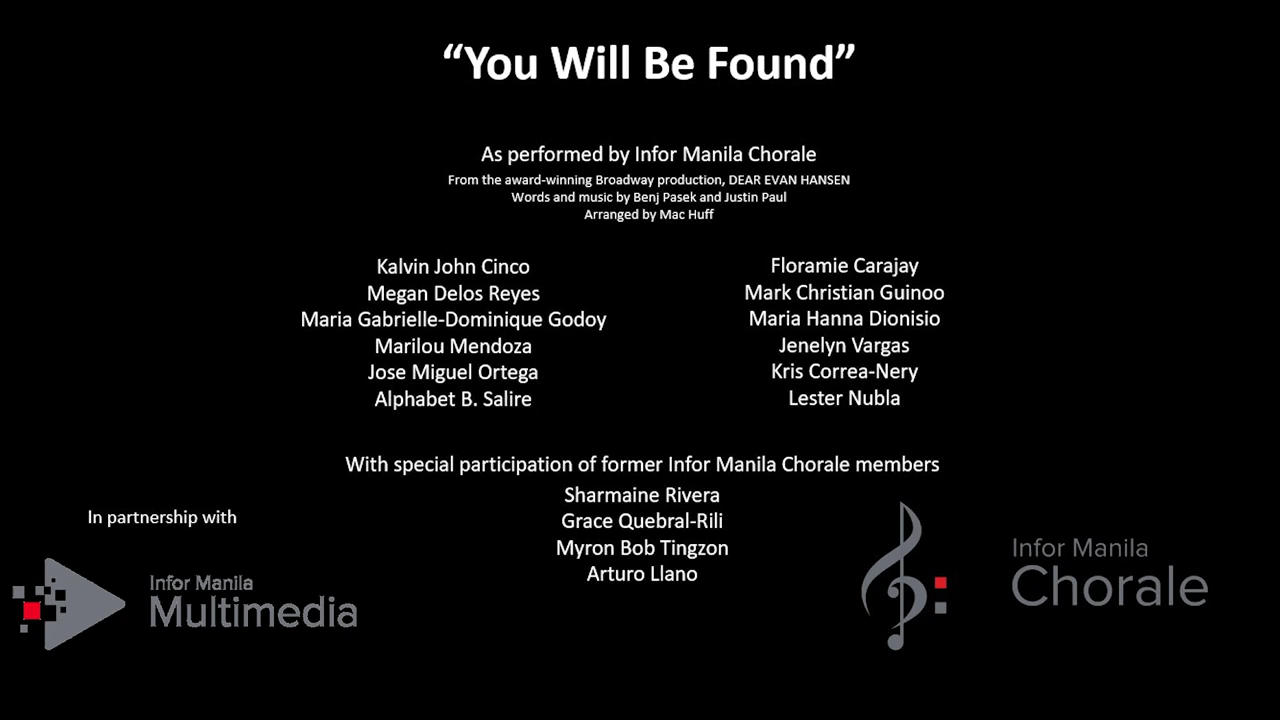 “You Will Be Found”
As performed by Infor Manila Chorale
From the award-winning Broadway production, DEAR EVAN HANSEN
Words and music by Benj Pasek and Justin Paul
Arranged by Mac Huff
Kalvin John Cinco
Megan Delos Reyes
Maria Gabrielle-Dominique Godoy
Marilou Mendoza
Jose Miguel Ortega
Alphabet B. Salire
Floramie Carajay
Mark Christian Guinoo
Maria Hanna Dionisio
Jenelyn Vargas
Kris Correa-Nery
Lester Nubla
With special participation of former Infor Manila Chorale members
Sharmaine Rivera
Grace Quebral-Rili
Myron Bob Tingzon
Arturo Llano
In partnership with
Infor Manila
Multimedia
Infor Manila
Chorale